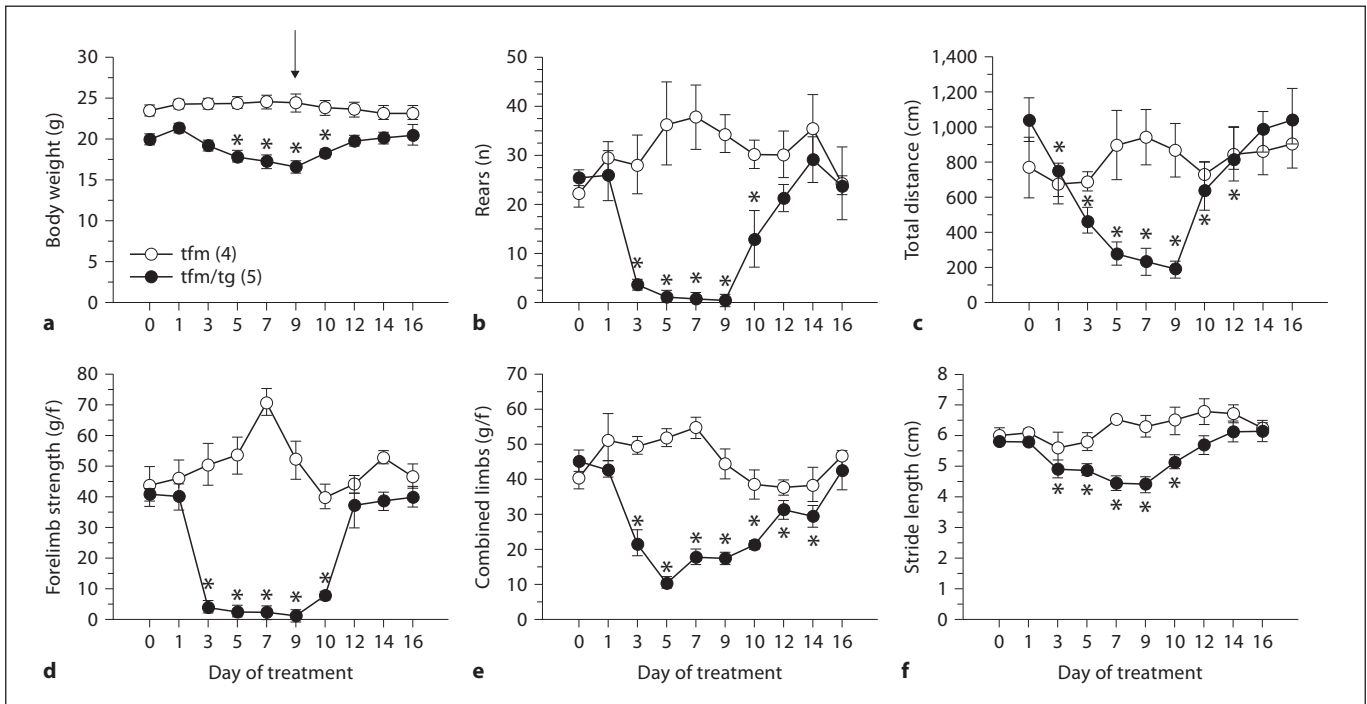 Body weight (g)
30
25
20
15
10
5
0
* * * *
tfm (4)
tfm/tg (5)
0 1 3 5 7 9 10 12 14 16
a
Rears (n)
50
40
30
20
10
0
* * * * *
0 1 3 5 7 9 10 12 14 16
b
Total distance (cm)
1,400
1,200
1,000
800
600
400
200
0
* * * * * * *
0 1 3 5 7 9 10 12 14 16
c
Forelimb strength (g/f)
80
70
60
50
40
30
20
10
0
* * * * *
0 1 3 5 7 9 10 12 14 16
Day of treatment
d
Combined limbs (g/f)
70
60
50
40
30
20
10
0
* * * * * * *
0 1 3 5 7 9 10 12 14 16
Day of treatment
e
Stride length (cm)
8
7
6
5
4
3
2
1
0
* * * * *
0 1 3 5 7 9 10 12 14 16
Day of treatment
f